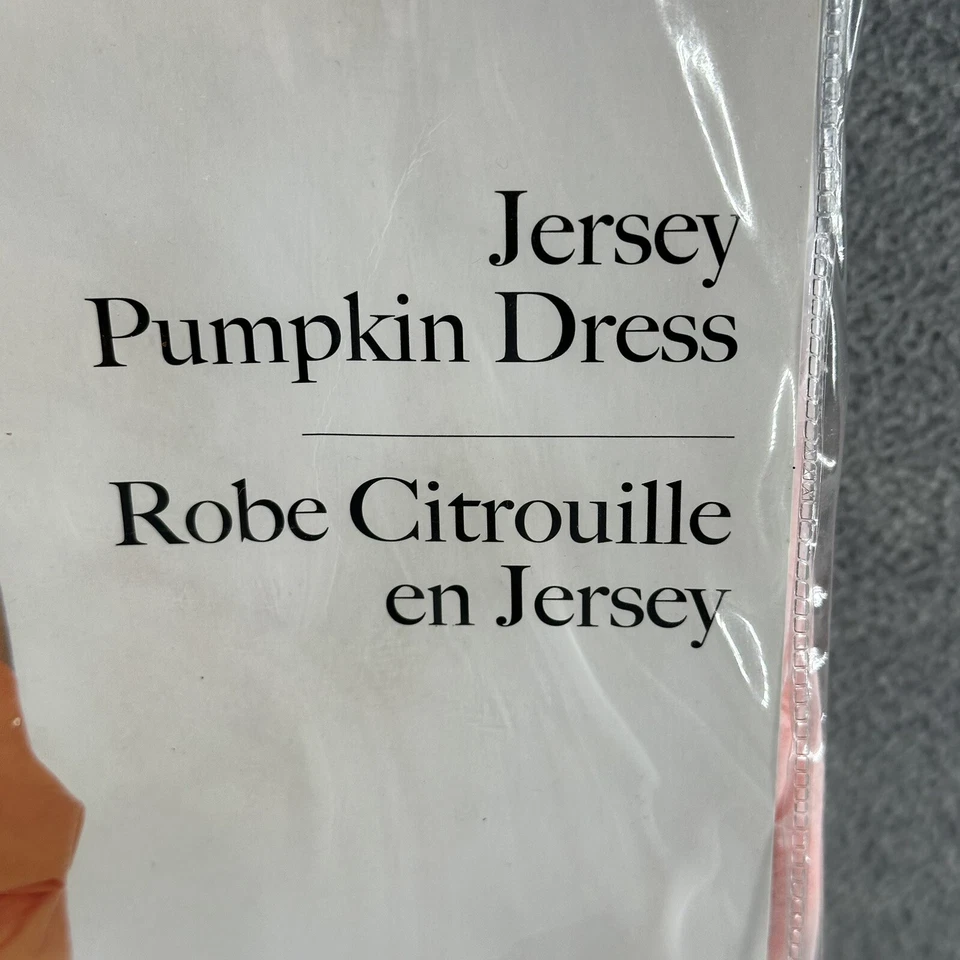 Jersey
Pumpkin Dress
Robe Citrouille
en Jersey